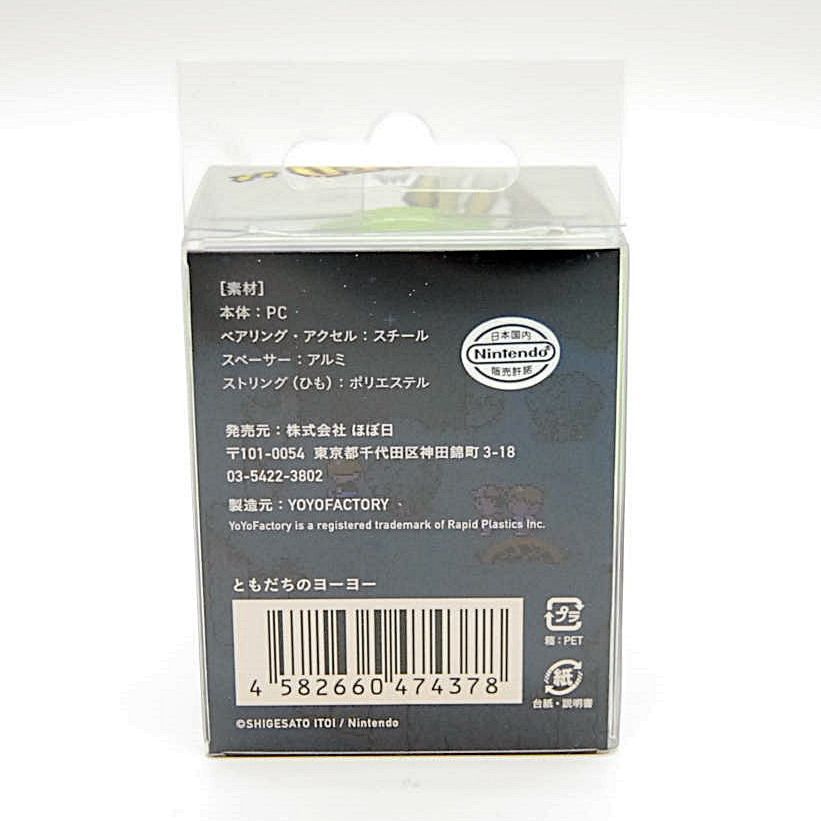 [素材]
本体：PC
ベアリング・アクセル：スチール
スペーサー：アルミ
ストリング（ひも）：ポリエステル
日本国内
Nintendo®
販売許諾
発売元：株式会社 ほぼ日
〒101-0054 東京都千代田区神田錦町 3-18
03-5422-3802
製造元：YOYOFACTORY
YoYoFactory is a registered trademark of Rapid Plastics Inc.
ともだちのヨーヨー
4 582660 474378
プラ
箱：PET
紙
台紙・説明書
©SHIGESATO ITOI / Nintendo